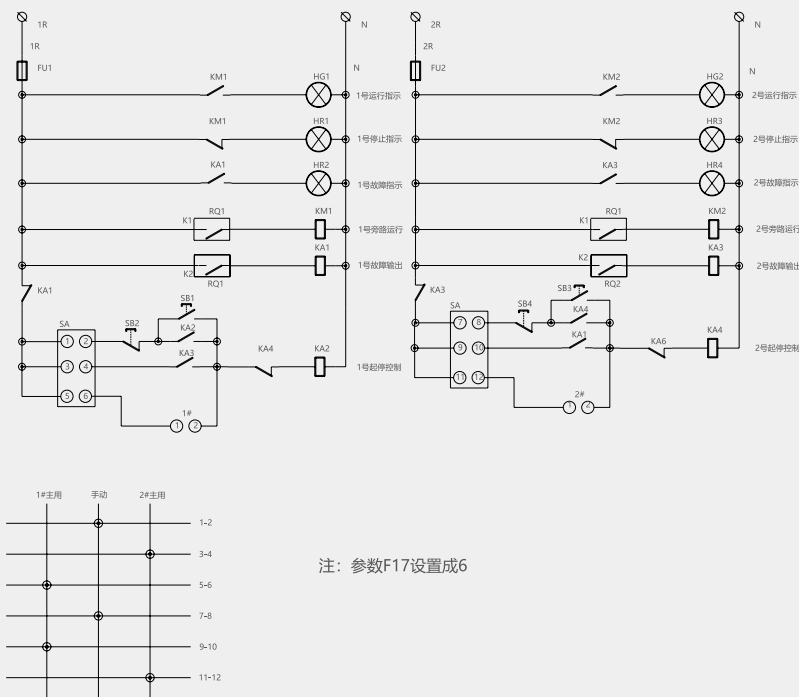 1R N 2R N
1R N 2R N
FU1 FU2
KM1 HG1 1号运行指示 KM2 HG2 2号运行指示
KM1 HR1 1号停止指示 KM2 HR3 2号停止指示
KA1 HR2 1号故障指示 KA3 HR4 2号故障指示
K1 RQ1 KM1 1号旁路运行 K1 RQ1 KM2 2号旁路运行
K2 RQ1 KA1 1号故障输出 K2 RQ2 KA3 2号故障输出
KA1 KA3
SA SB2 SB1 SA SB4 SB3
1 2 KA2 7 8 KA4
3 4 KA3 KA4 KA2 1号起停控制 9 10 KA1 KA6 KA4 2号起停控制
5 6 11 12
1# 2#
1 2 1 2
1#主用 手动 2#主用
1-2
3-4
5-6
7-8
9-10
11-12
注：参数F17设置成6